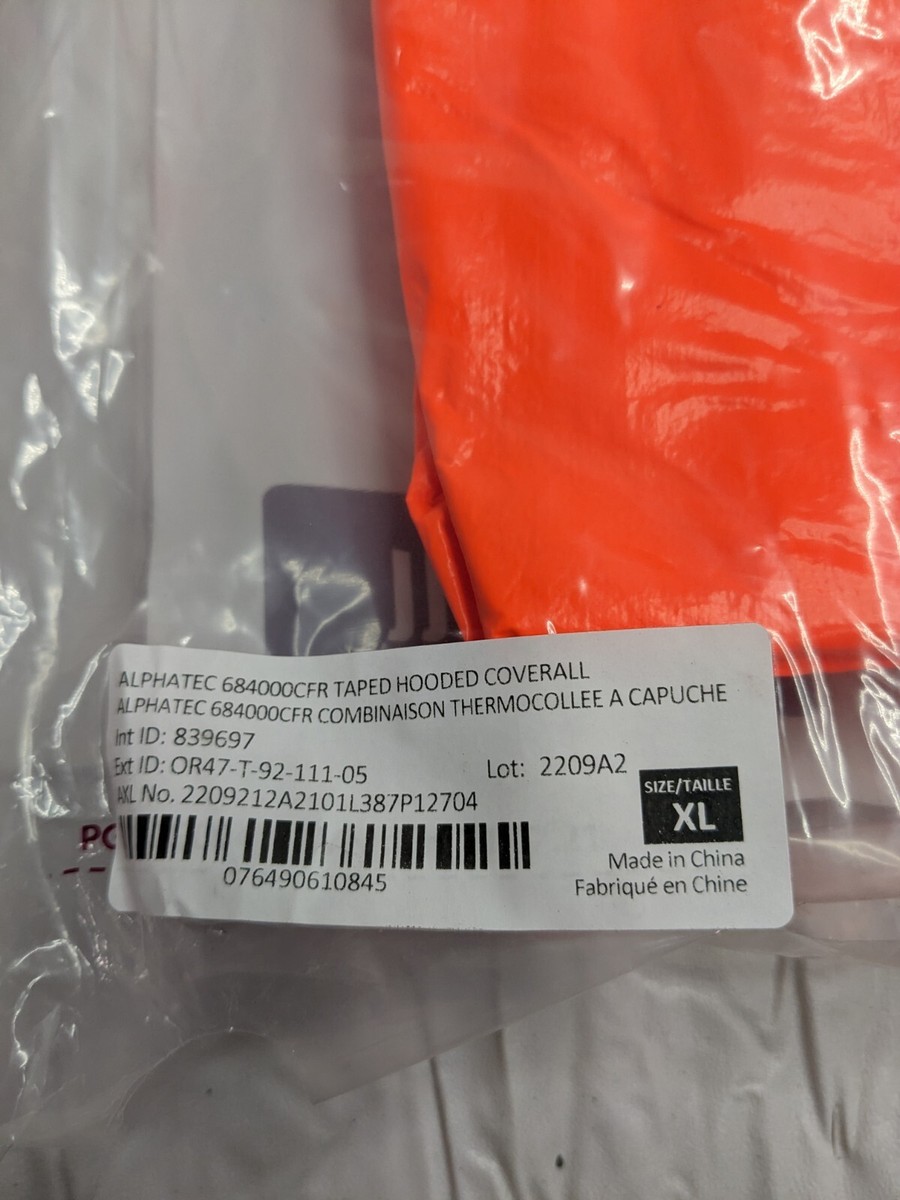 ALPHATEC 684000CFR TAPED HOODED COVERALL
ALPHATEC 684000CFR COMBINAISON THERMOCOLLEE A CAPUCHE
Int ID: 839697
Ext ID: OR47-T-92-111-05
Lot: 2209A2
AXL No. 2209212A2101L387P12704
SIZE/TAILLE
XL
076490610845
Made in China
Fabriqué en Chine